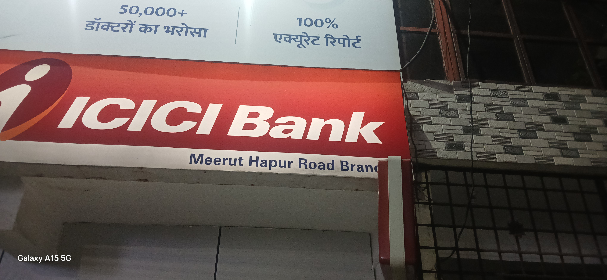 50,000+
डॉक्टरों का भरोसा
100%
एक्यूरेट रिपोर्ट
ICICI Bank
Meerut Hapur Road Branc
Galaxy A15 5G